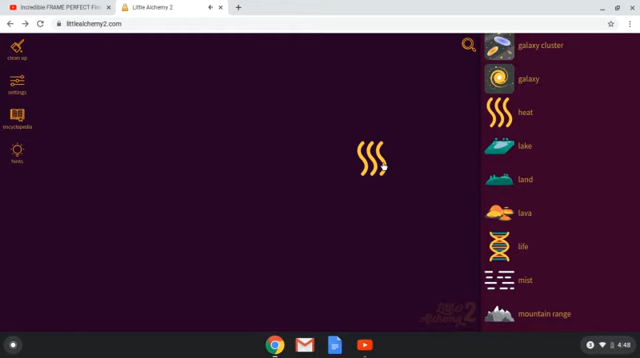 Incredible FRAME PERFECT Fin
Little Alchemy 2
littlealchemy2.com
clean up
settings
encyclopedia
hints
galaxy cluster
galaxy
heat
lake
land
lava
life
mist
mountain range
Little Alchemy 2
4:48